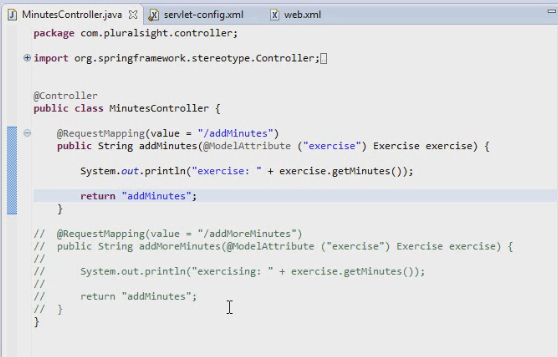 MinutesController.java servlet-config.xml web.xml
package com.pluralsight.controller;
import org.springframework.stereotype.Controller;
@Controller
public class MinutesController {
@RequestMapping(value = "/addMinutes")
public String addMinutes(@ModelAttribute ("exercise") Exercise exercise) {
System.out.println("exercise: " + exercise.getMinutes());
return "addMinutes";
}
// @RequestMapping(value = "/addMoreMinutes")
// public String addMoreMinutes(@ModelAttribute ("exercise") Exercise exercise) {
//
// System.out.println("exercising: " + exercise.getMinutes());
//
// return "addMinutes";
// }
}